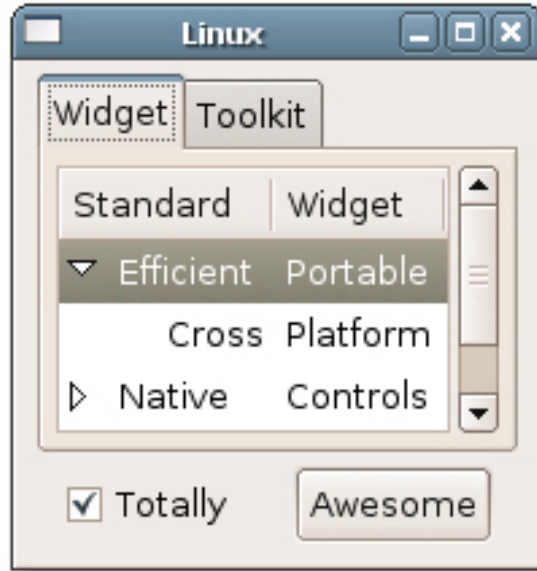 Linux
Widget Toolkit
Standard Widget
Efficient Portable
Cross Platform
Native Controls
Totally Awesome